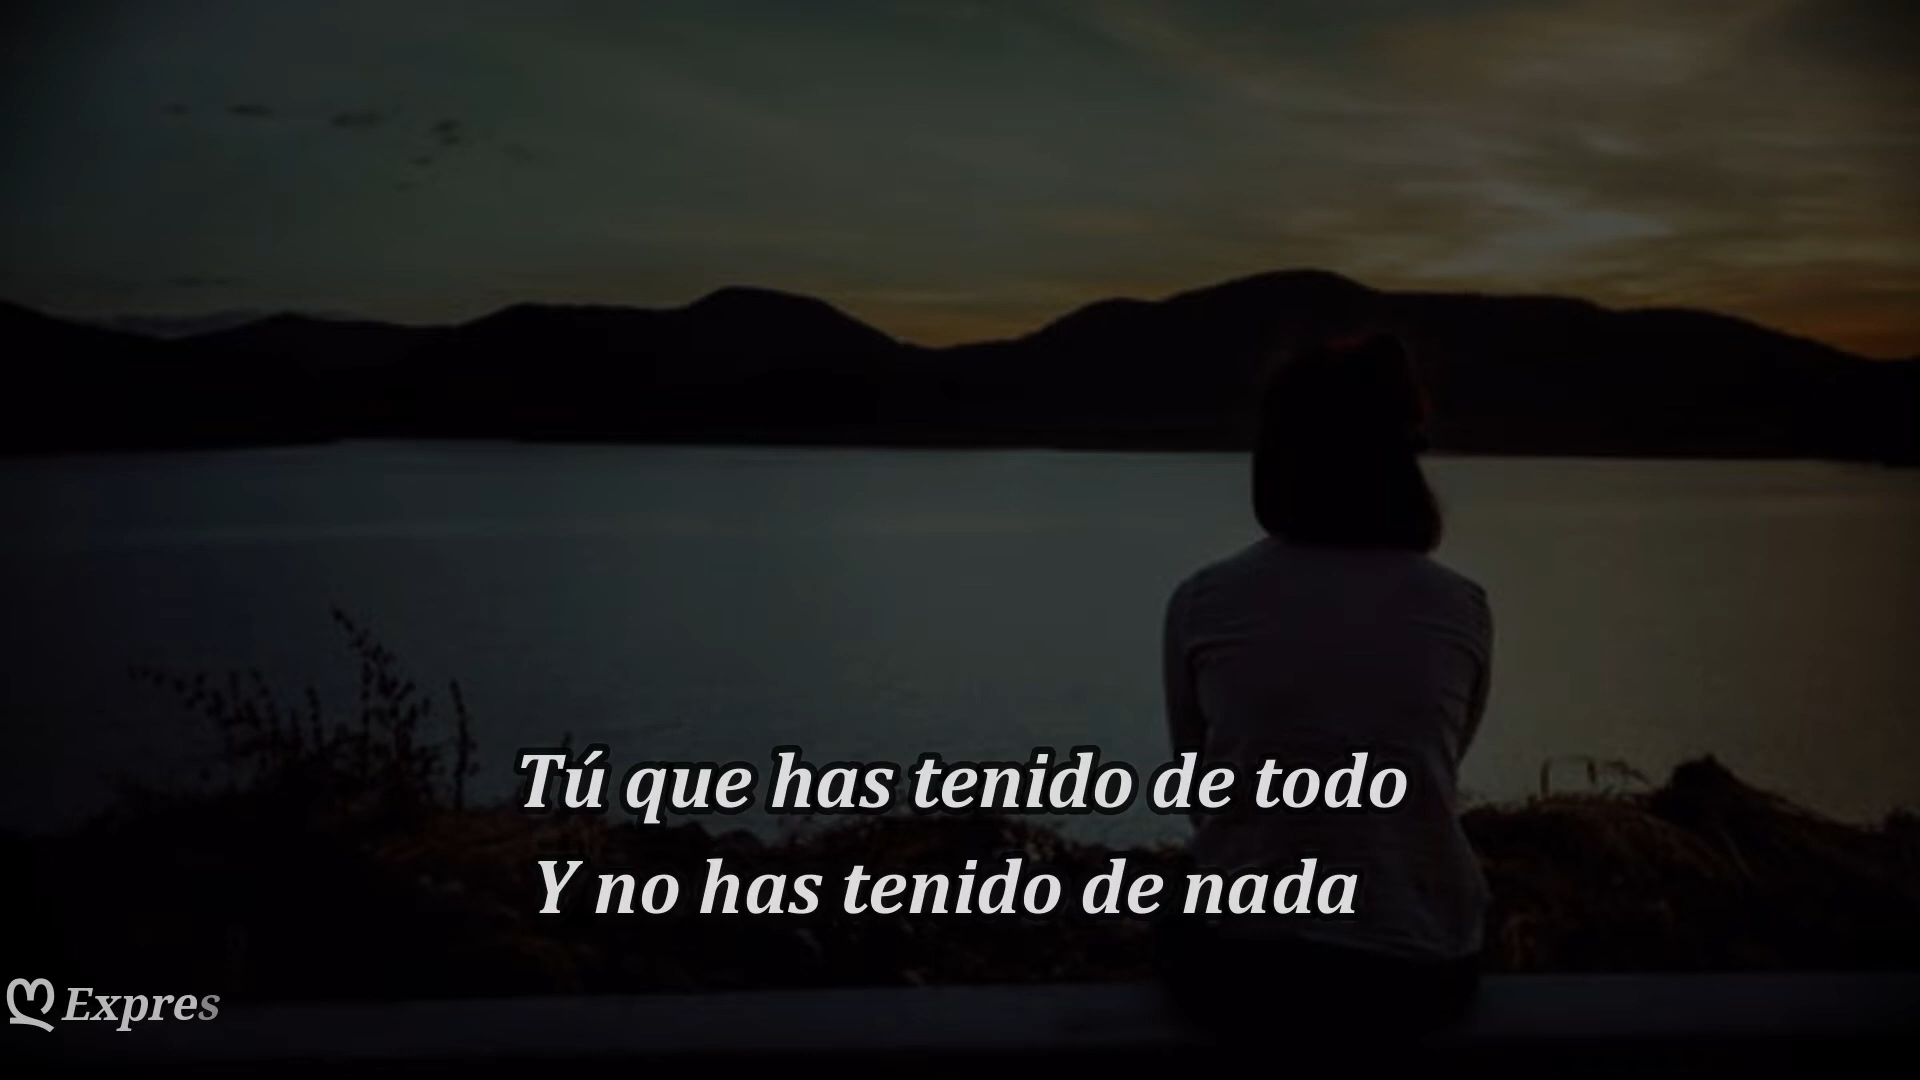 Tú que has tenido de todo
Y no has tenido de nada
ღ Expres